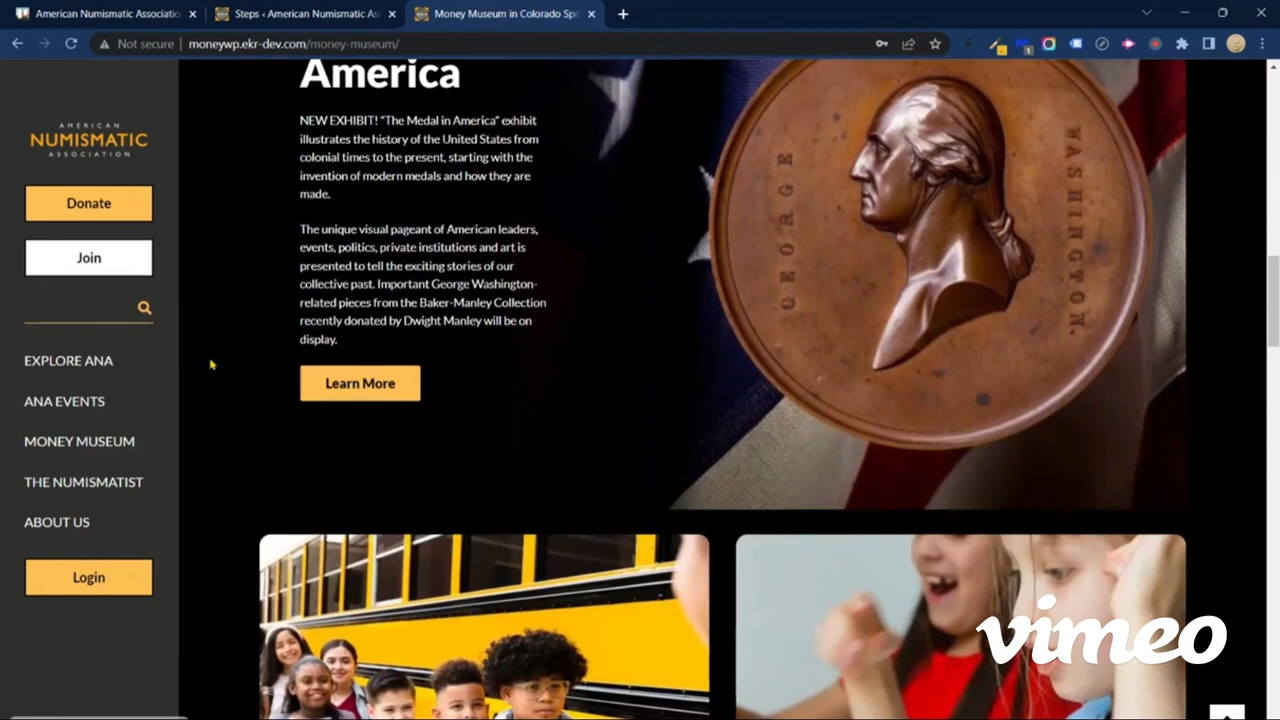 American Numismatic Associatio
Steps ‹ American Numismatic As
Money Museum in Colorado Spr
Not secure
moneywp.ekr-dev.com/money-museum/
1
AMERICAN
NUMISMATIC
ASSOCIATION
Donate
Join
EXPLORE ANA
ANA EVENTS
MONEY MUSEUM
THE NUMISMATIST
ABOUT US
Login
America
NEW EXHIBIT! "The Medal in America" exhibit
illustrates the history of the United States from
colonial times to the present, starting with the
invention of modern medals and how they are
made.
The unique visual pageant of American leaders,
events, politics, private institutions and art is
presented to tell the exciting stories of our
collective past. Important George Washington-
related pieces from the Baker-Manley Collection
recently donated by Dwight Manley will be on
display.
Learn More
GEORGE
WASHINGTON.
vimeo